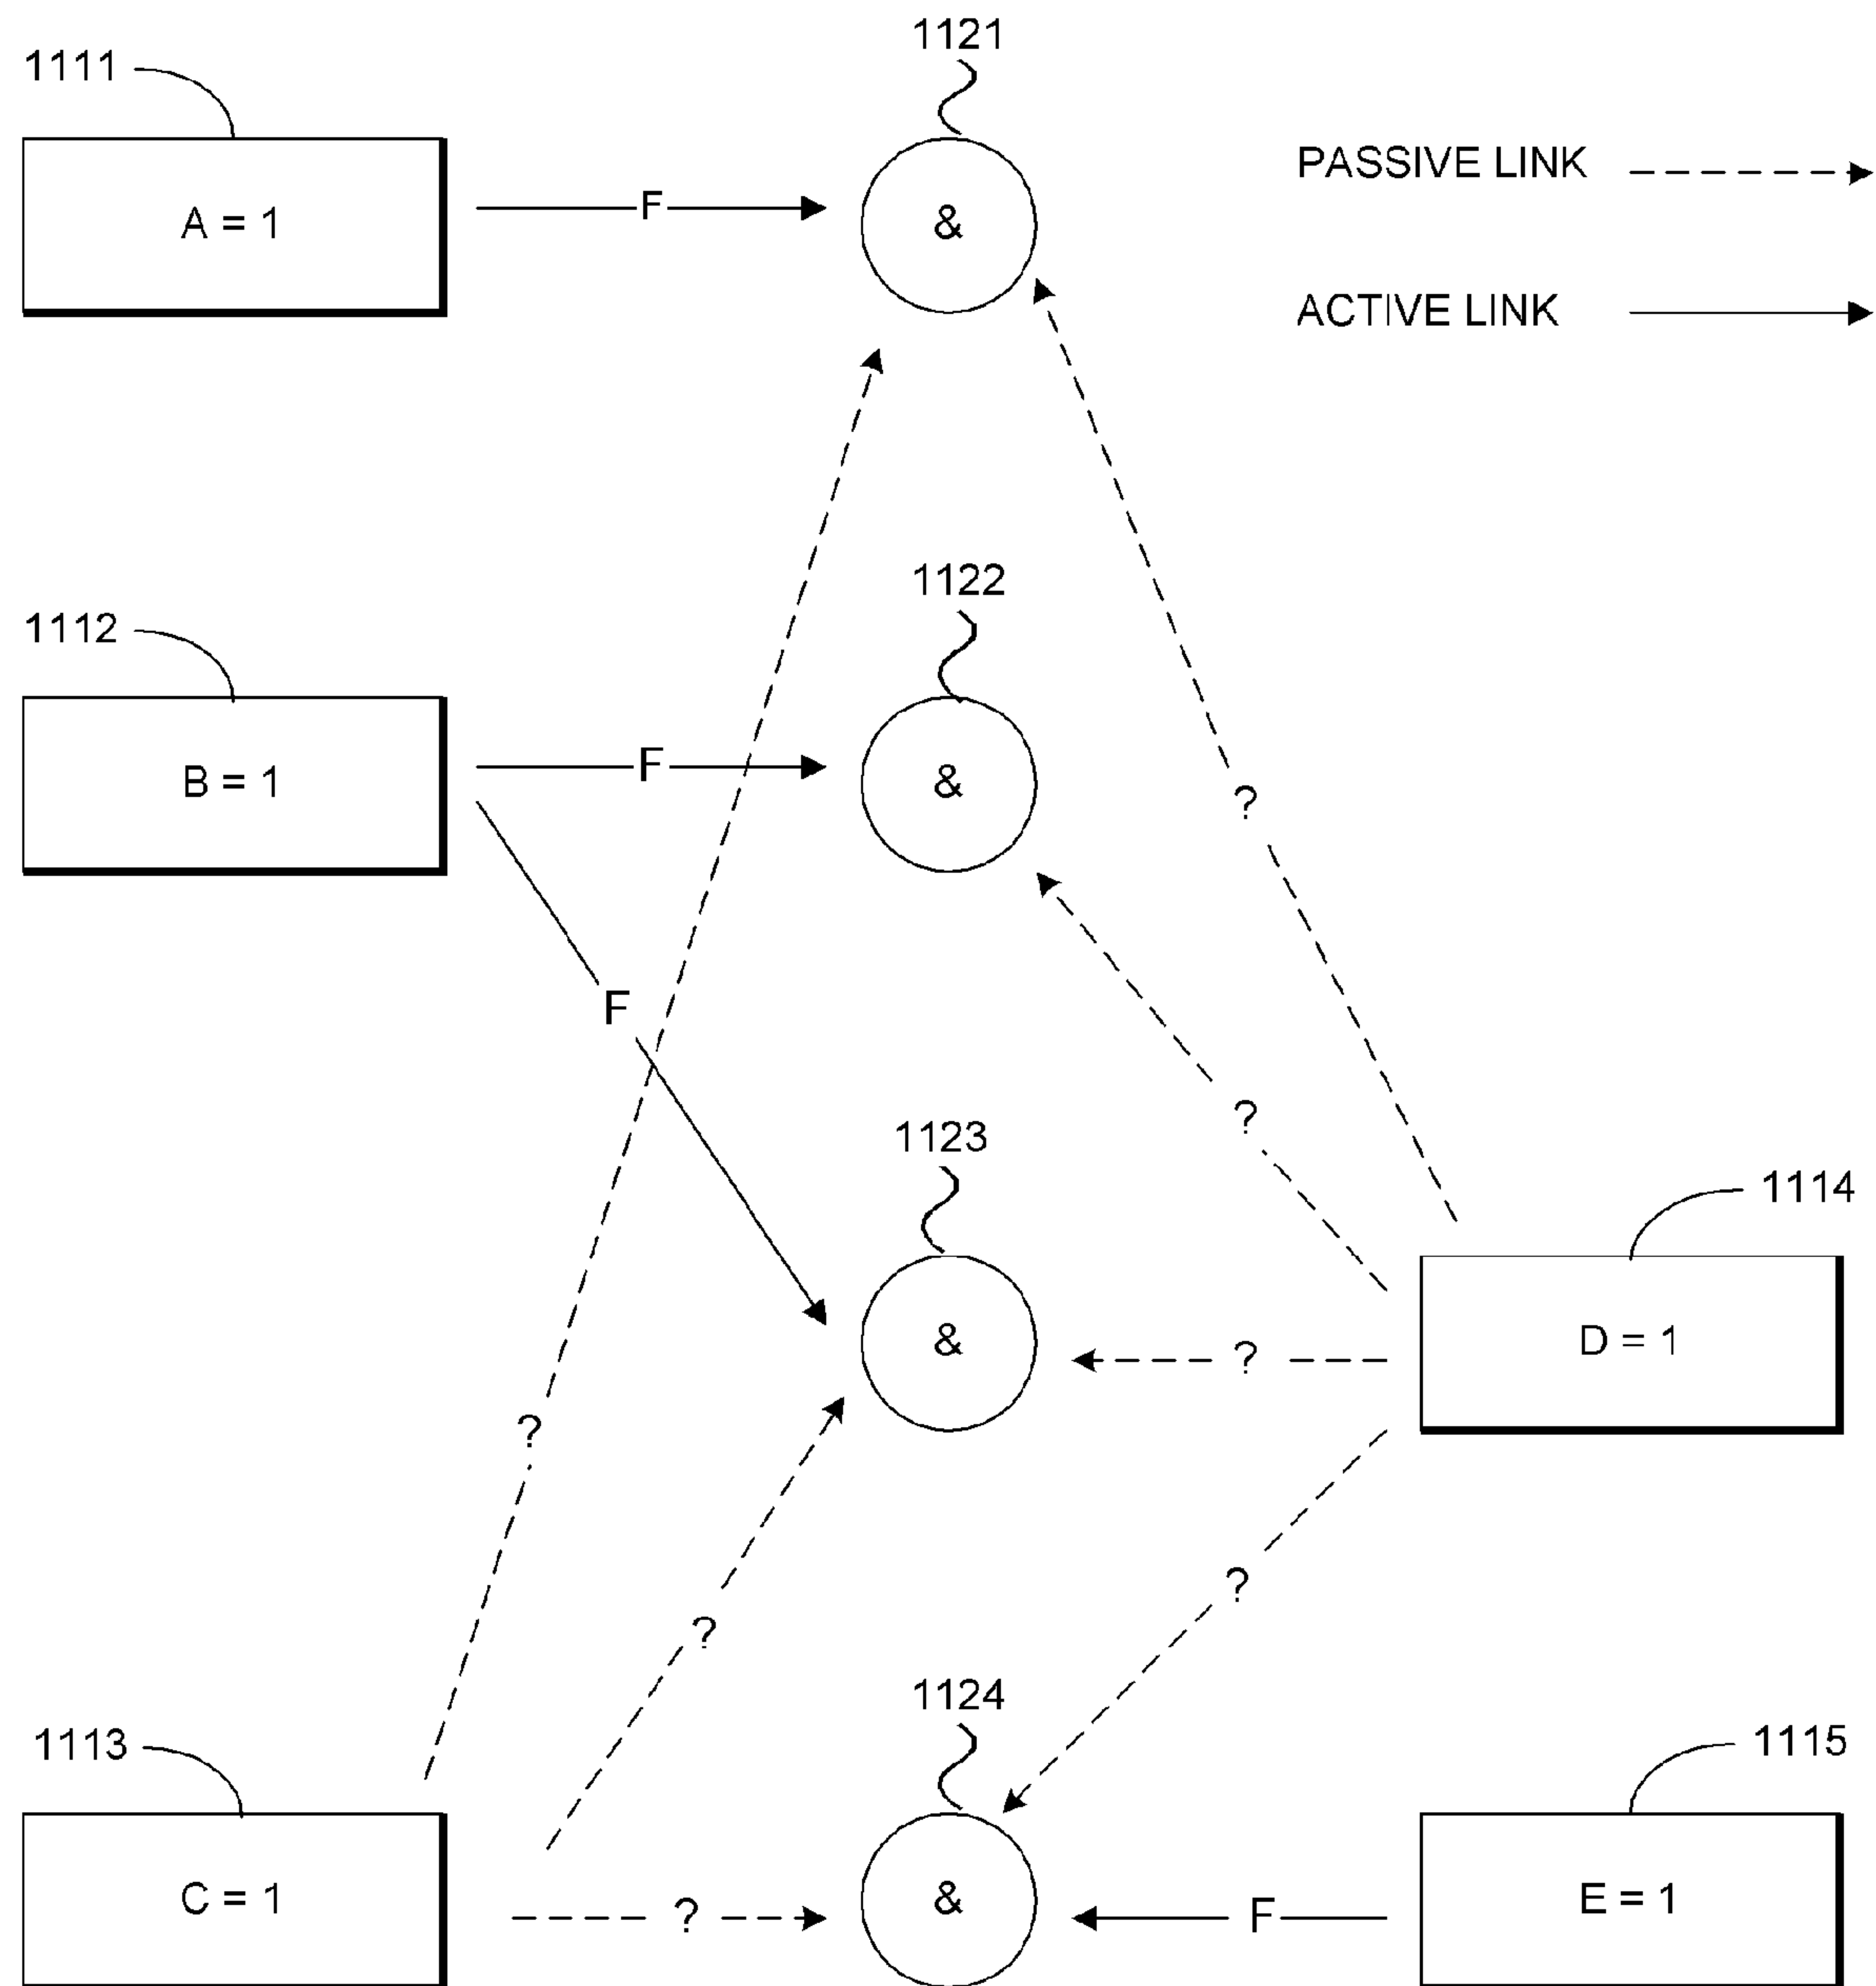 1121
1111
A = 1
F
&
PASSIVE LINK
ACTIVE LINK
1122
1112
B = 1
F
&
?
F
?
1123
1114
&
?
D = 1
?
?
?
1124
1113
1115
C = 1
?
&
F
E = 1